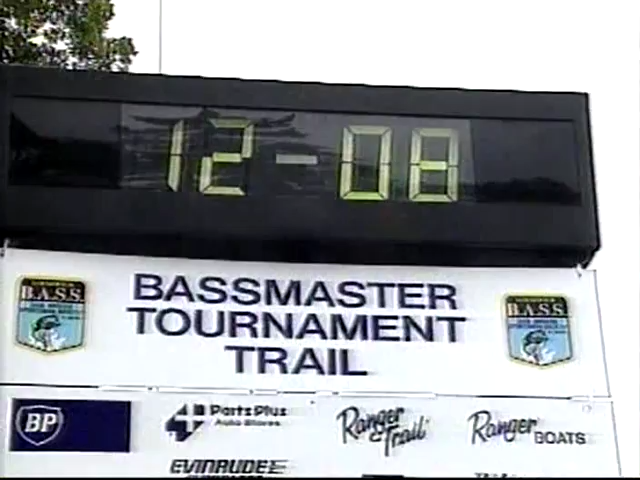 12-08
BASSMASTER
TOURNAMENT
TRAIL
B.A.S.S.
B.A.S.S.
BP
Parts Plus
Auto Stores
Ranger
& Trail
Ranger BOATS
EVINRUDE